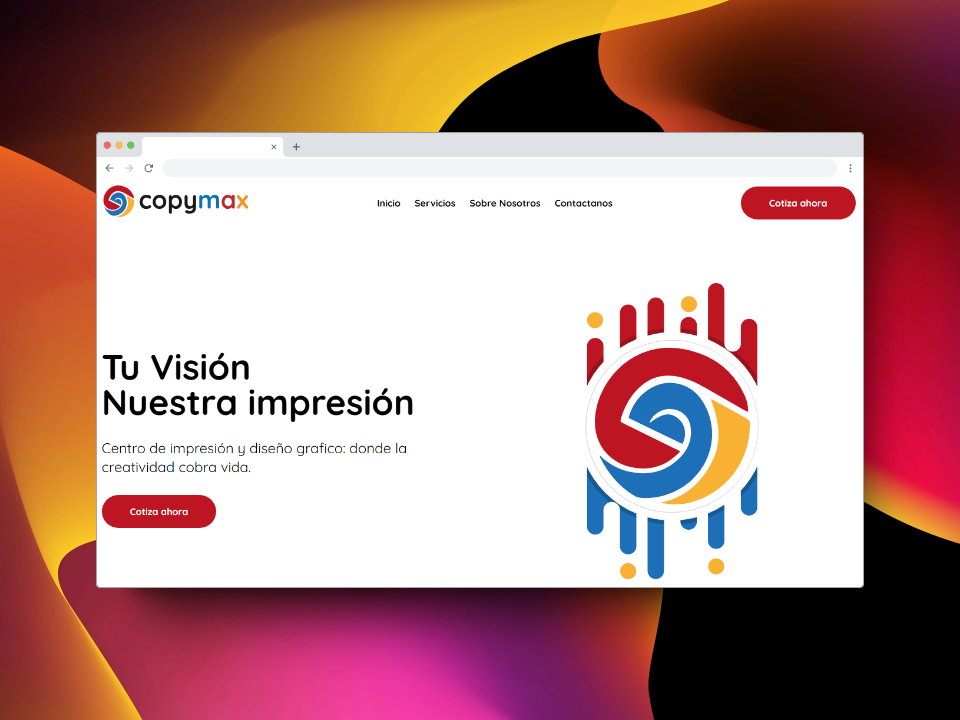 copymax
Inicio Servicios Sobre Nosotros Contactanos
Cotiza ahora
Tu Visión
Nuestra impresión
Centro de impresión y diseño grafico: donde la
creatividad cobra vida.
Cotiza ahora